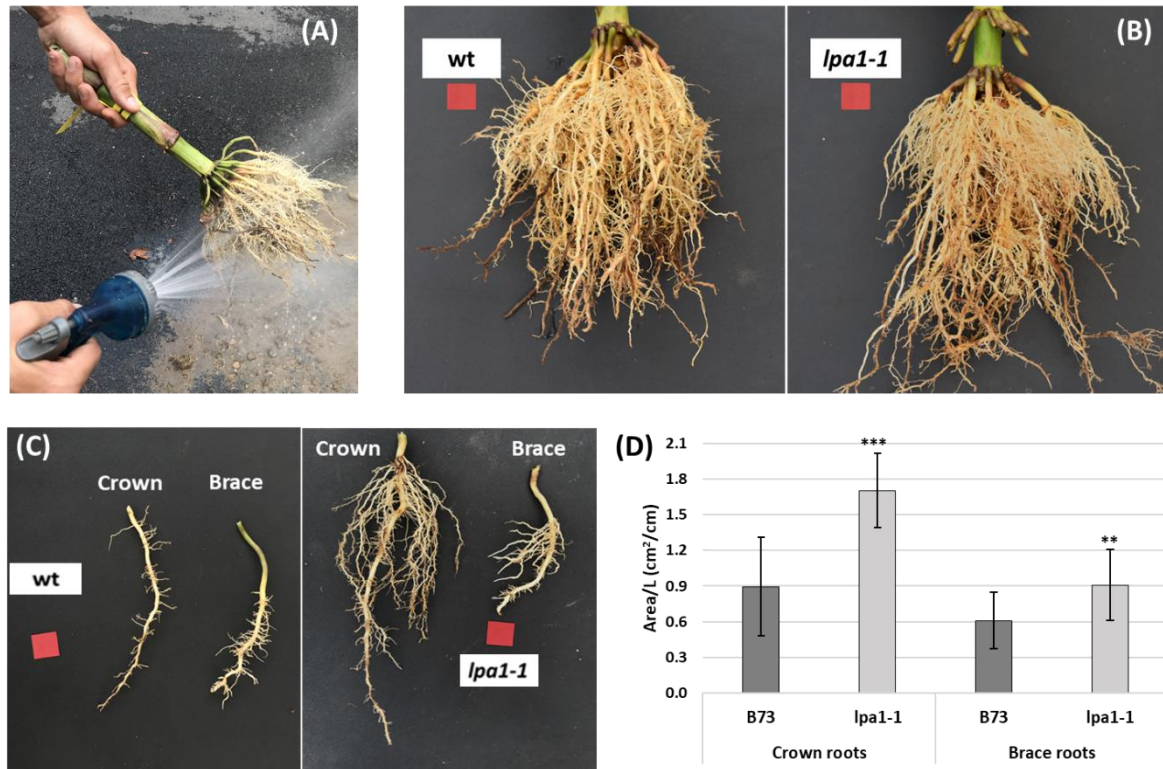 (A)
(B)
wt
lpa1-1
(C)
Crown
Brace
wt
Crown
Brace
lpa1-1
(D)
Area/L (cm²/cm)
2.1
1.8
1.5
1.2
0.9
0.6
0.3
0.0
***
**
B73
lpa1-1
B73
lpa1-1
Crown roots
Brace roots